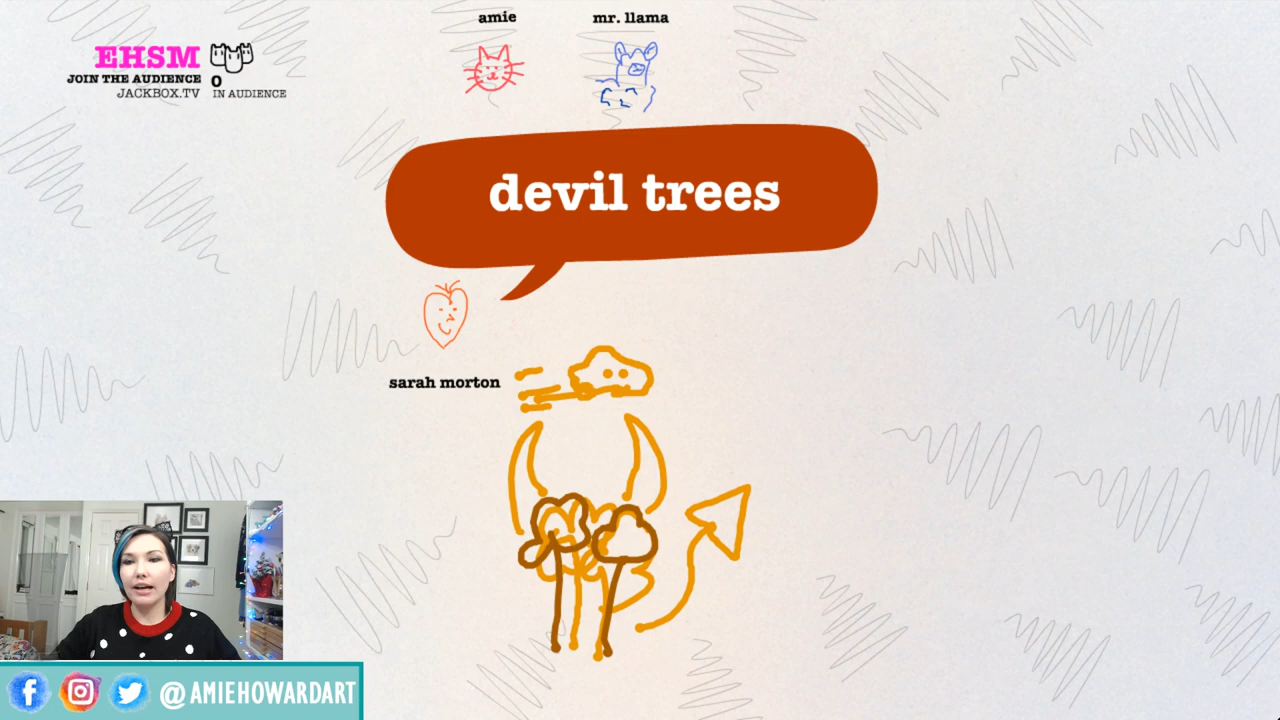 amie
mr. llama
EHSM
JOIN THE AUDIENCE
JACKBOX.TV
0
IN AUDIENCE
devil trees
sarah morton
@AMIEHOWARDART